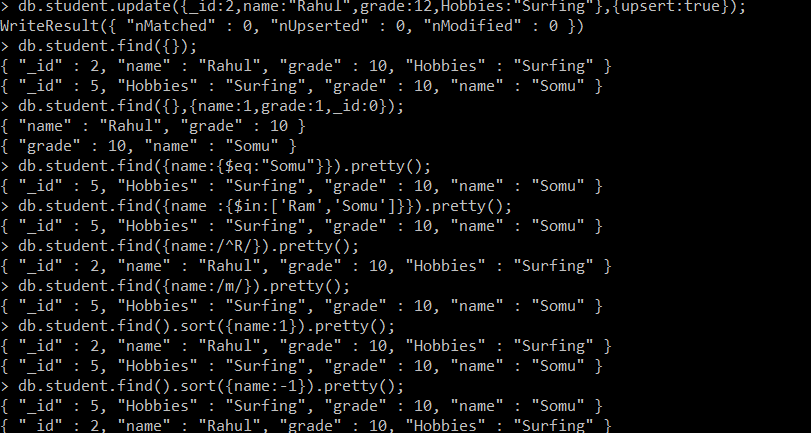 > db.student.update({_id:2,name:"Rahul",grade:12,Hobbies:"Surfing"},{upsert:true});
WriteResult({ "nMatched" : 0, "nUpserted" : 0, "nModified" : 0 })
> db.student.find({});
{ "_id" : 2, "name" : "Rahul", "grade" : 10, "Hobbies" : "Surfing" }
{ "_id" : 5, "Hobbies" : "Surfing", "grade" : 10, "name" : "Somu" }
> db.student.find({},{name:1,grade:1,_id:0});
{ "name" : "Rahul", "grade" : 10 }
{ "grade" : 10, "name" : "Somu" }
> db.student.find({name:{$eq:"Somu"}}).pretty();
{ "_id" : 5, "Hobbies" : "Surfing", "grade" : 10, "name" : "Somu" }
> db.student.find({name :{$in:['Ram','Somu']}}).pretty();
{ "_id" : 5, "Hobbies" : "Surfing", "grade" : 10, "name" : "Somu" }
> db.student.find({name:/^R/}).pretty();
{ "_id" : 2, "name" : "Rahul", "grade" : 10, "Hobbies" : "Surfing" }
> db.student.find({name:/m/}).pretty();
{ "_id" : 5, "Hobbies" : "Surfing", "grade" : 10, "name" : "Somu" }
> db.student.find().sort({name:1}).pretty();
{ "_id" : 2, "name" : "Rahul", "grade" : 10, "Hobbies" : "Surfing" }
{ "_id" : 5, "Hobbies" : "Surfing", "grade" : 10, "name" : "Somu" }
> db.student.find().sort({name:-1}).pretty();
{ "_id" : 5, "Hobbies" : "Surfing", "grade" : 10, "name" : "Somu" }
{ "_id" : 2, "name" : "Rahul", "grade" : 10, "Hobbies" : "Surfing" }